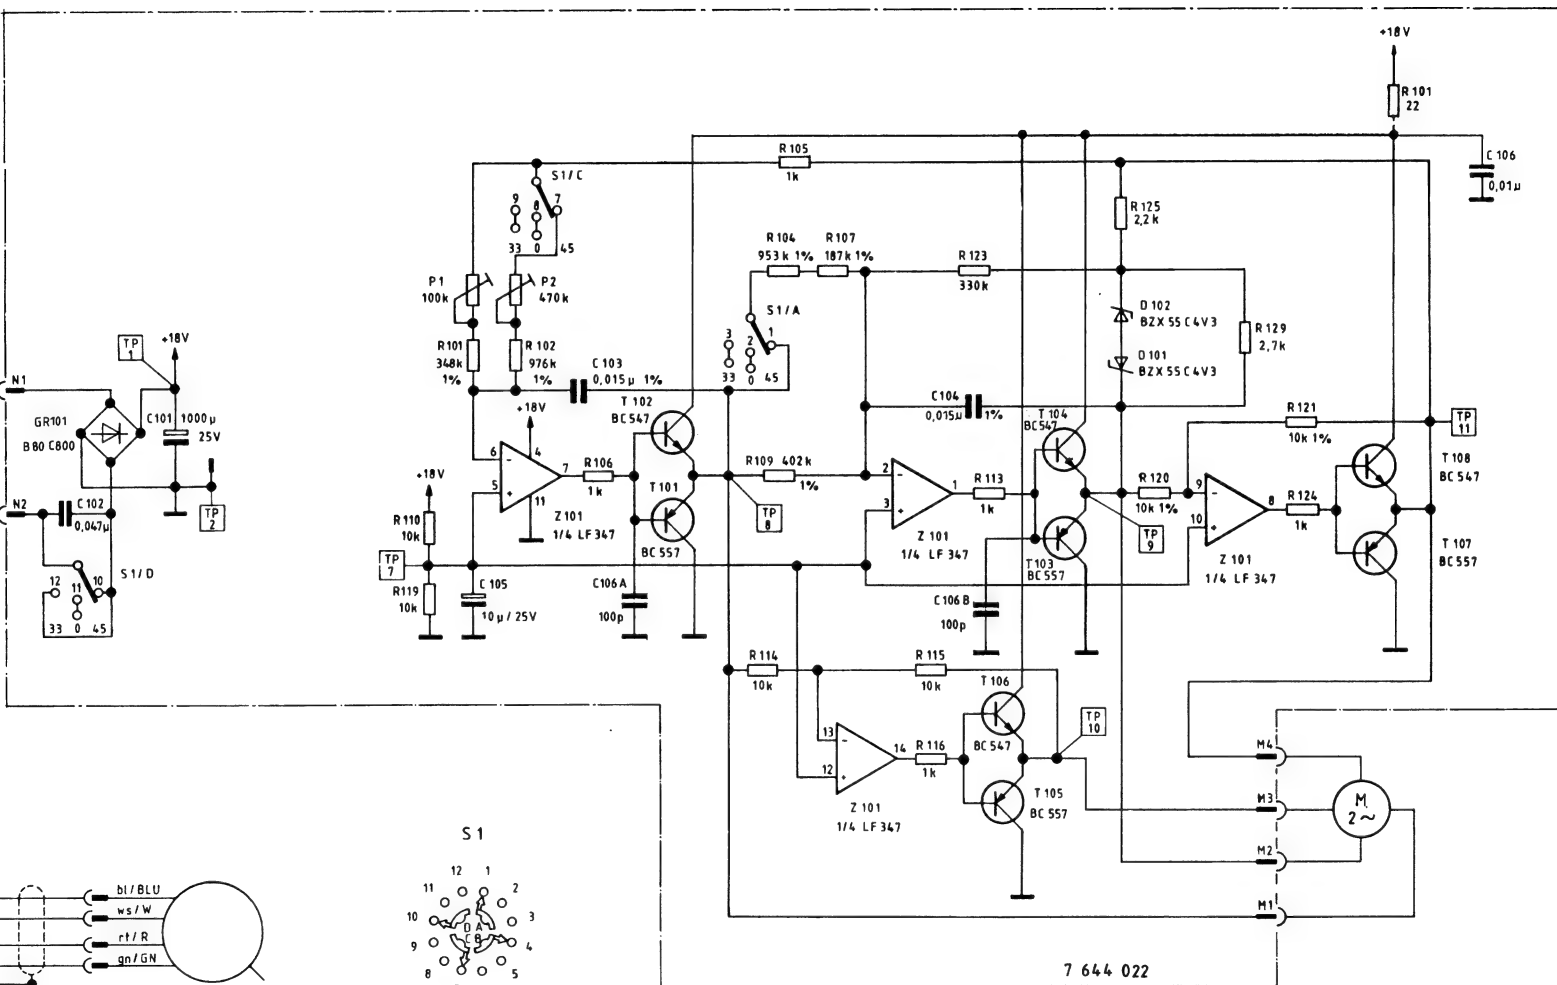 +18V
R 101
22
C 106
0,01µ
R 105
1k
S1/C
9
8
7
33
0
45
R 125
2,2k
R 104
953k 1%
R 107
187k 1%
R 123
330k
P1
100k
P2
470k
S1/A
3
2
1
33
0
45
D 102
BZX 55 C4V3
R 129
2,7k
D 101
BZX 55 C4V3
TP
1
+18V
R 101
348k
1%
R 102
976k
1%
C 103
0,015µ 1%
N1
GR101
B 80 C800
C101
1000µ
25V
+18V
T 102
BC547
C104
0,015µ
1%
T 104
BC547
R 121
10k 1%
TP
11
6
-
4
7
5
+
11
R 106
1k
R 109
402k
1%
2
-
1
3
+
R 113
1k
R 120
10k 1%
9
-
8
10
+
R 124
1k
T 108
BC 547
+18V
R 110
10k
Z101
1/4 LF 347
T 101
BC 557
TP
8
Z 101
1/4 LF 347
T103
BC 557
TP
9
Z 101
1/4 LF 347
T 107
BC 557
N2
C 102
0,047µ
TP
2
TP
7
S1/D
12
11
10
33
0
45
R119
10k
C 105
10µ/25V
C106A
100p
C106 B
100p
R 114
10k
R 115
10k
T 106
BC 547
TP
10
13
-
14
12
+
R 116
1k
Z 101
1/4 LF 347
T 105
BC 557
M4
M3
M2
M1
M
2~
S1
12
1
11
2
10
3
9
4
8
5
D A
C B
bl/BLU
ws/W
rt/R
gn/GN
7 644 022